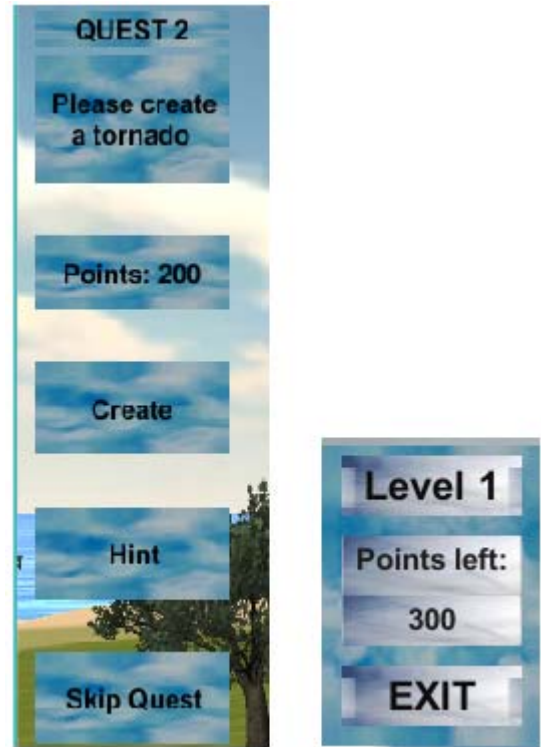 QUEST 2
Please create
a tornado
Points: 200
Create
Hint
Skip Quest
Level 1
Points left:
300
EXIT